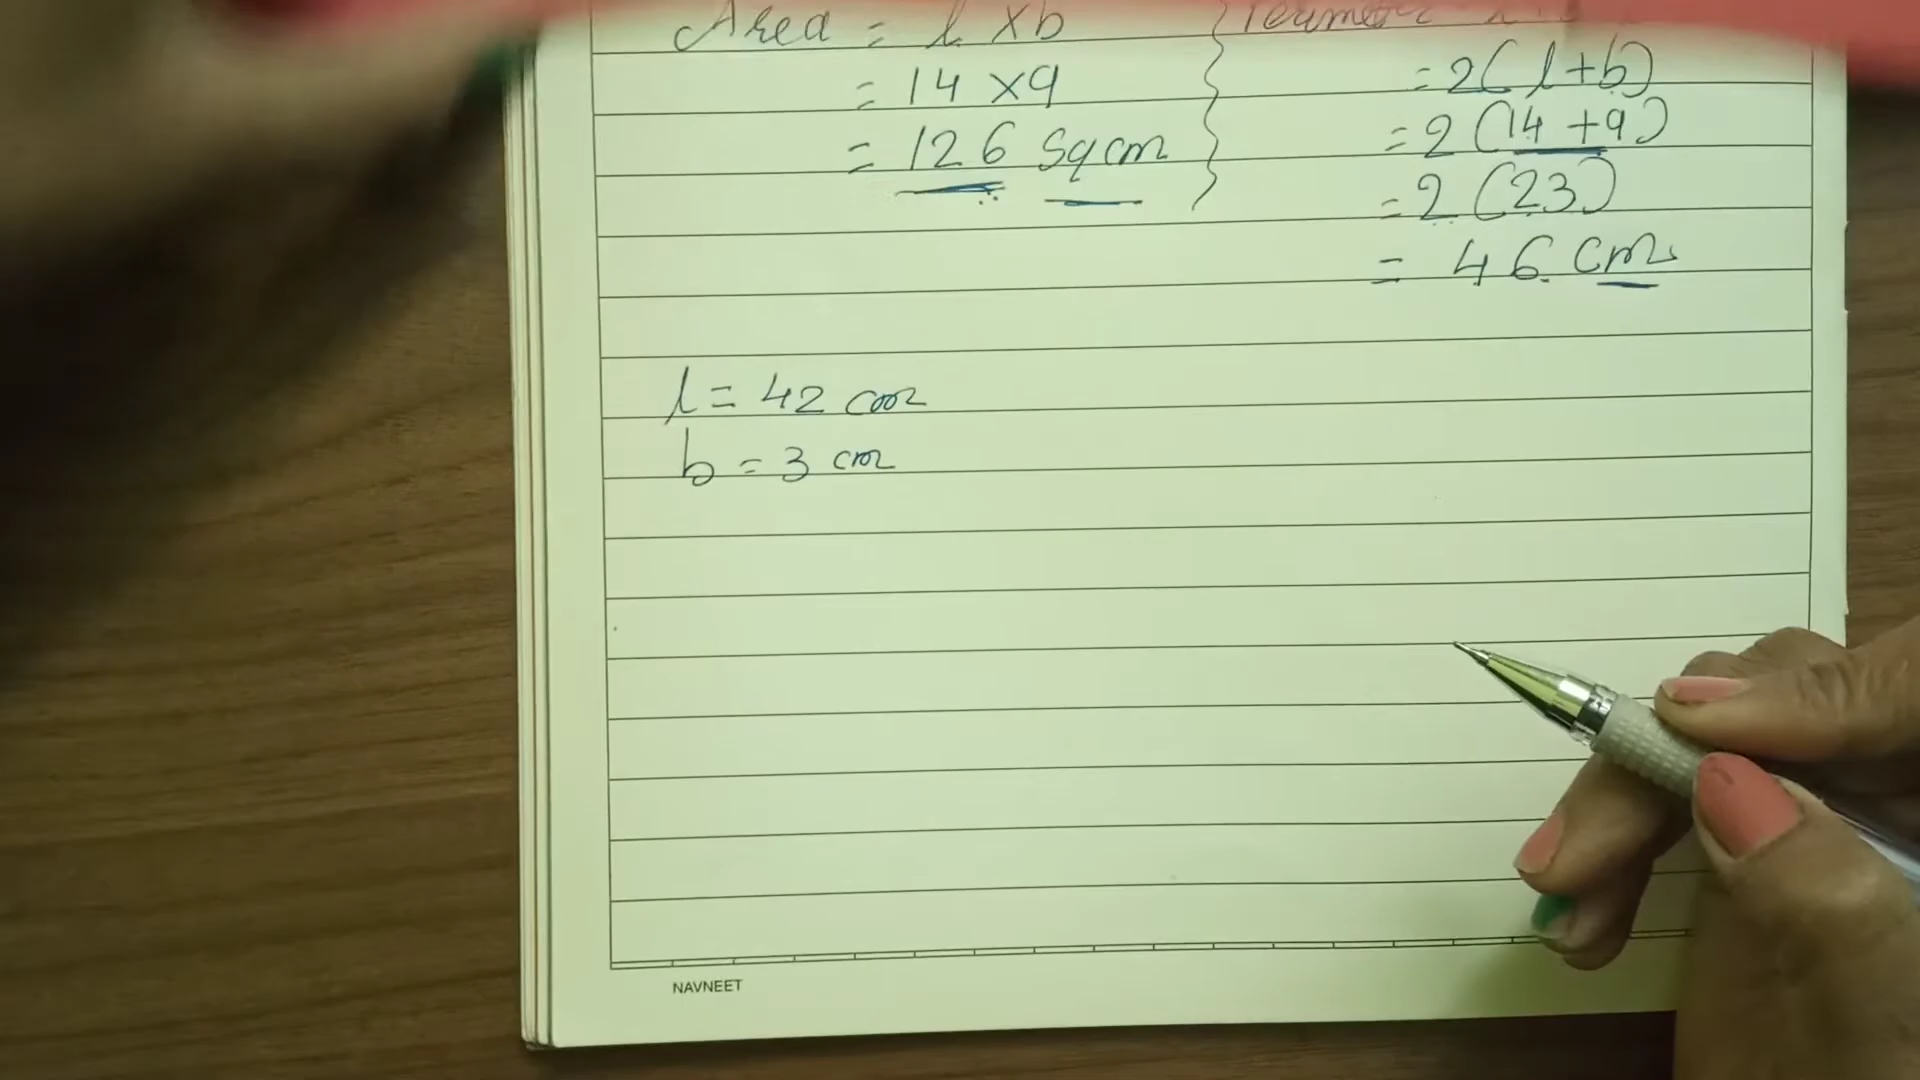 Area = l x b
= 14 x 9
= 126 sq cm
Perimeter
= 2(l+b)
= 2(14+9)
= 2(23)
= 46 cm
l = 42 cm
b = 3 cm
NAVNEET